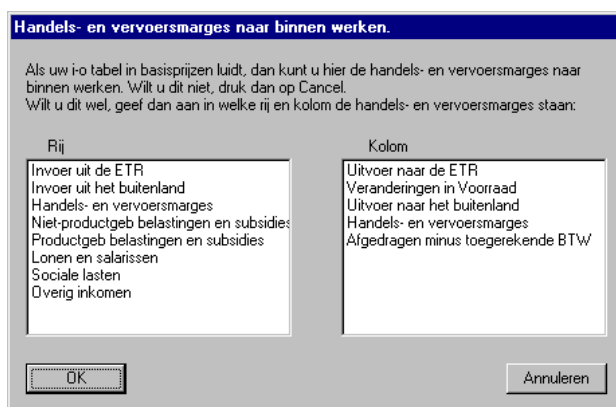 Handels- en vervoersmarges naar binnen werken.
Als uw i-o tabel in basisprijzen luidt, dan kunt u hier de handels- en vervoersmarges naar
binnen werken. Wilt u dit niet, druk dan op Cancel.
Wilt u dit wel, geef dan aan in welke rij en kolom de handels- en vervoersmarges staan:
Rij
Invoer uit de ETR
Invoer uit het buitenland
Handels- en vervoersmarges
Niet-productgeb belastingen en subsidies
Productgeb belastingen en subsidies
Lonen en salarissen
Sociale lasten
Overig inkomen
Kolom
Uitvoer naar de ETR
Veranderingen in Voorraad
Uitvoer naar het buitenland
Handels- en vervoersmarges
Afgedragen minus toegerekende BTW
OK
Annuleren